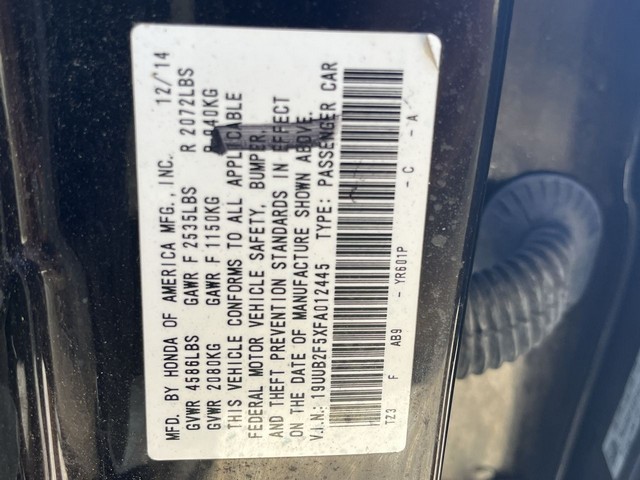 MFD. BY HONDA OF AMERICA MFG., INC. 12/14
GVWR 4586LBS GAWR F 2535LBS R 2072LBS
GVWR 2080KG GAWR F 1150KG R 940KG
THIS VEHICLE CONFORMS TO ALL APPLICABLE
FEDERAL MOTOR VEHICLE SAFETY, BUMPER,
AND THEFT PREVENTION STANDARDS IN EFFECT
ON THE DATE OF MANUFACTURE SHOWN ABOVE.
V.I.N.: 19UUB2F5XFA012445 TYPE: PASSENGER CAR
TZ3 F AB9 - YR601P - C - A